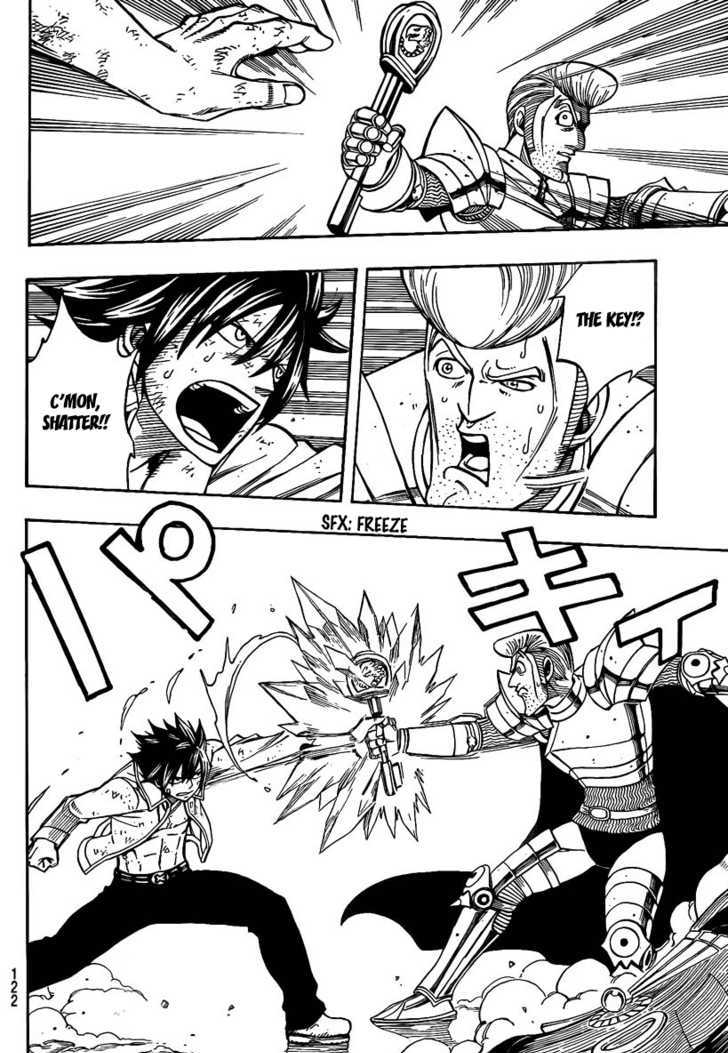 THE KEY!?
C'MON,
SHATTER!!
SFX: FREEZE
パキィ
122